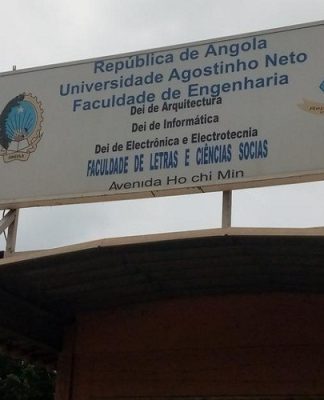 República de Angola
Universidade Agostinho Neto
Faculdade de Engenharia
Dei de Arquitectura
Dei de Informática
Dei de Electrônica e Electrotecnia
FACULDADE DE LETRAS E CIÊNCIAS SOCIAS
Avenida Ho chi Min